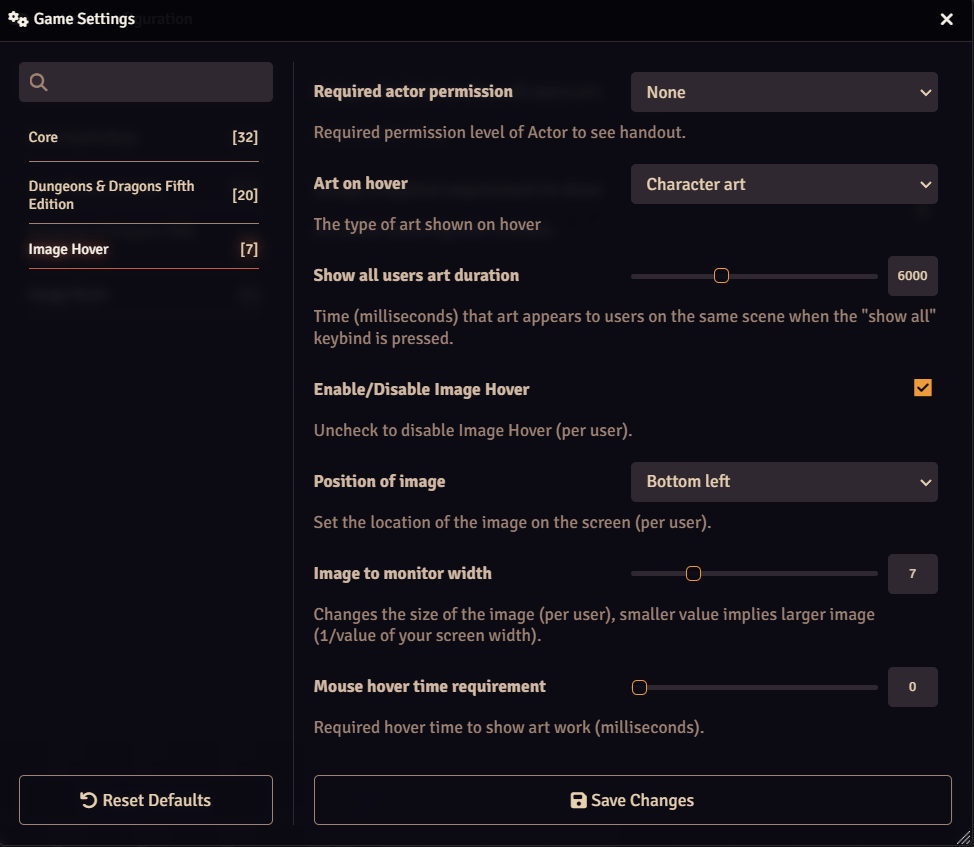 Game Settings
Core [32]
Dungeons & Dragons Fifth
Edition [20]
Image Hover [7]
Reset Defaults
Required actor permission None
Required permission level of Actor to see handout.
Art on hover Character art
The type of art shown on hover
Show all users art duration 6000
Time (milliseconds) that art appears to users on the same scene when the "show all"
keybind is pressed.
Enable/Disable Image Hover
Uncheck to disable Image Hover (per user).
Position of image Bottom left
Set the location of the image on the screen (per user).
Image to monitor width 7
Changes the size of the image (per user), smaller value implies larger image
(1/value of your screen width).
Mouse hover time requirement 0
Required hover time to show art work (milliseconds).
Save Changes